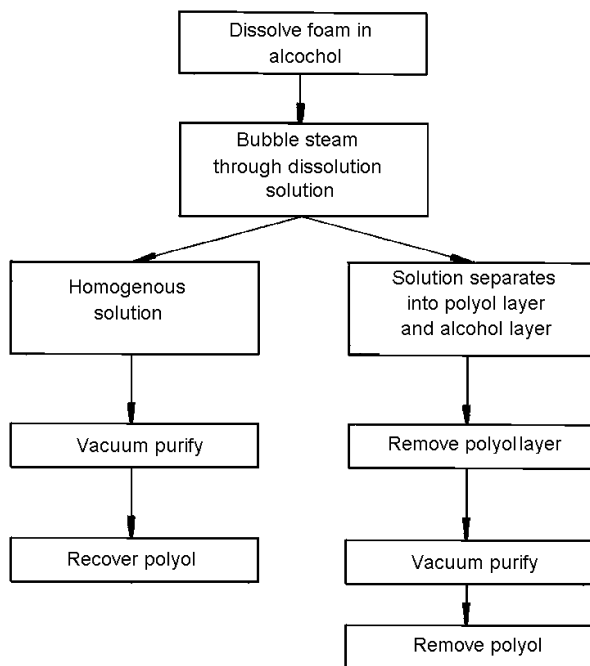 Dissolve foam in
alcochol
Bubble steam
through dissolution
solution
Homogenous
solution
Solution separates
into polyol layer
and alcohol layer
Vacuum purify
Remove polyol layer
Recover polyol
Vacuum purify
Remove polyol